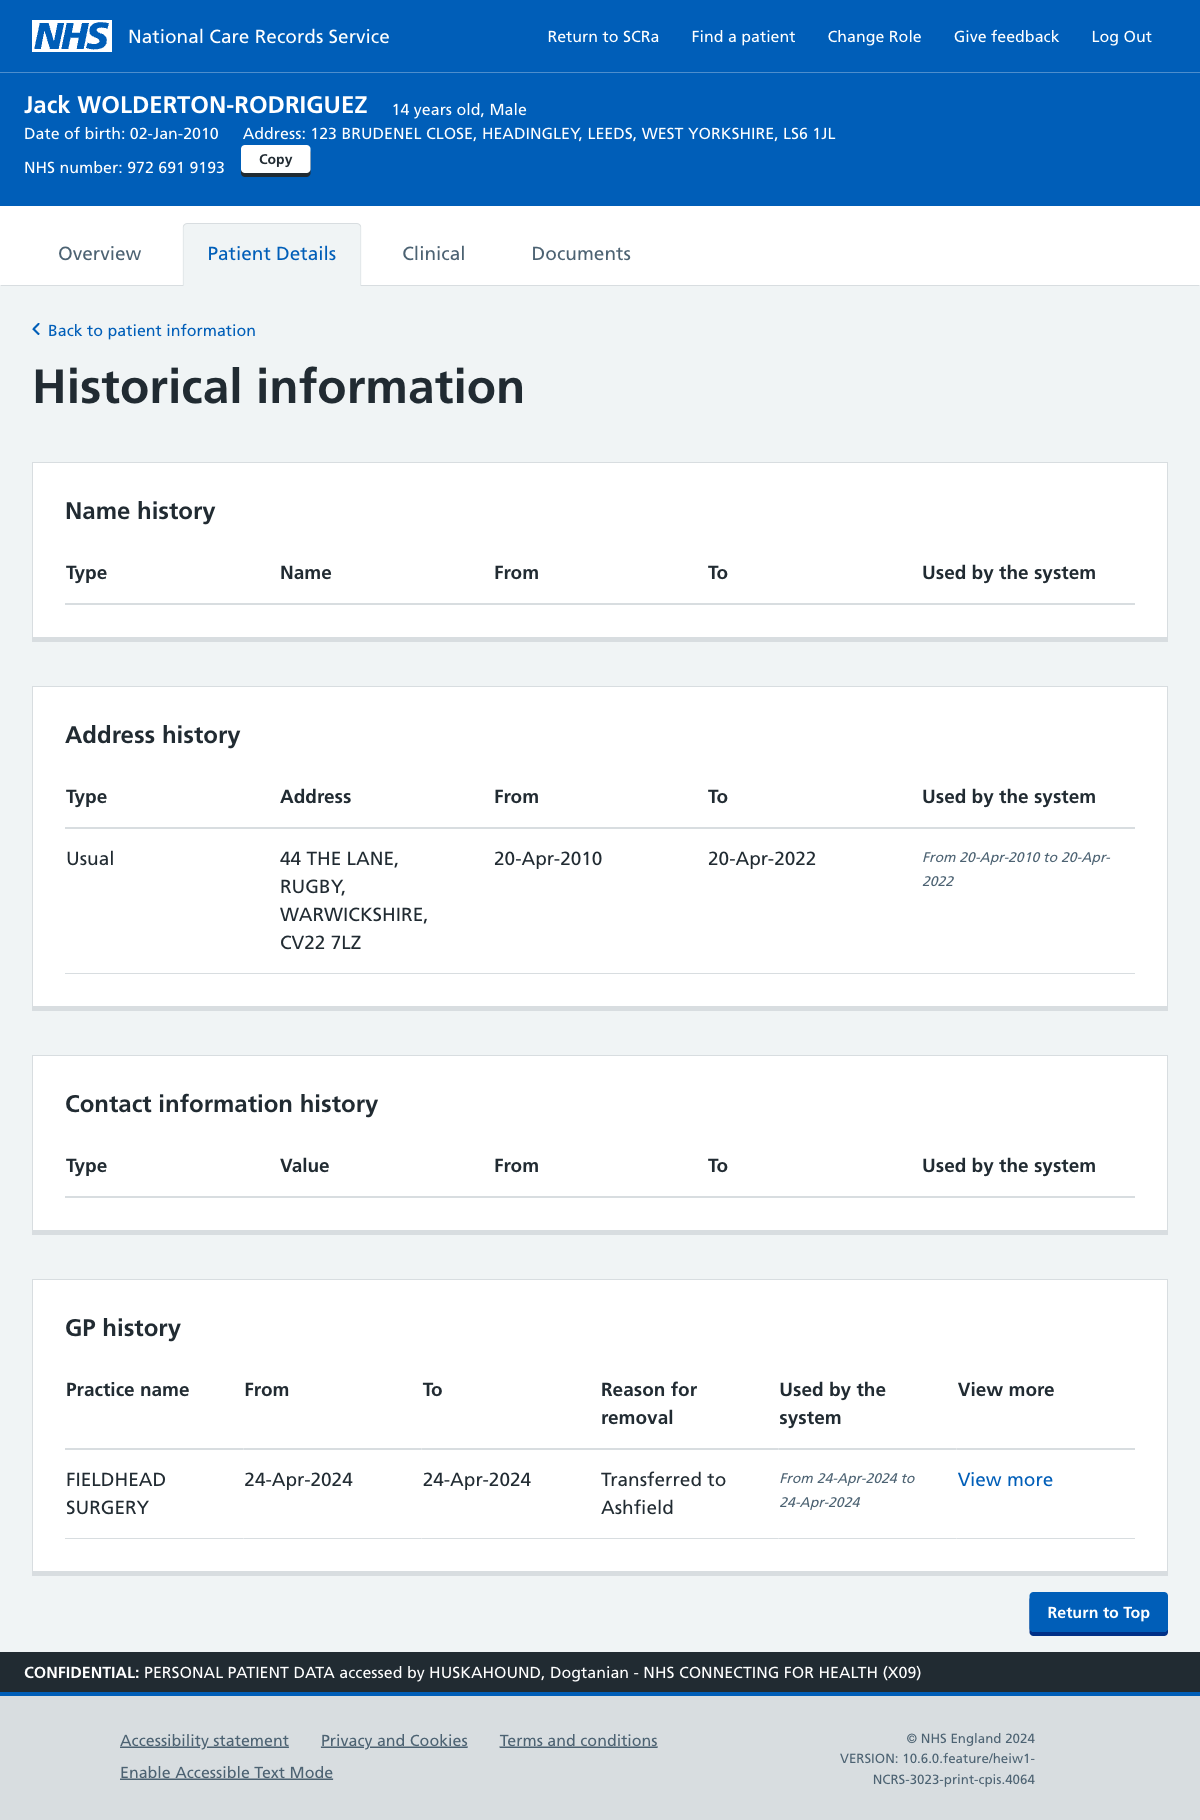 NHS National Care Records Service Return to SCRa Find a patient Change Role Give feedback Log Out
Jack WOLDERTON-RODRIGUEZ 14 years old, Male
Date of birth: 02-Jan-2010 Address: 123 BRUDENEL CLOSE, HEADINGLEY, LEEDS, WEST YORKSHIRE, LS6 1JL
NHS number: 972 691 9193 Copy
Overview Patient Details Clinical Documents
Back to patient information
Historical information
Name history
Type Name From To Used by the system
Address history
Type Address From To Used by the system
Usual 44 THE LANE, 20-Apr-2010 20-Apr-2022 From 20-Apr-2010 to 20-Apr-
RUGBY, 2022
WARWICKSHIRE,
CV22 7LZ
Contact information history
Type Value From To Used by the system
GP history
Practice name From To Reason for Used by the View more
removal system
FIELDHEAD 24-Apr-2024 24-Apr-2024 Transferred to From 24-Apr-2024 to View more
SURGERY Ashfield 24-Apr-2024
Return to Top
CONFIDENTIAL: PERSONAL PATIENT DATA accessed by HUSKAHOUND, Dogtanian - NHS CONNECTING FOR HEALTH (X09)
Accessibility statement Privacy and Cookies Terms and conditions © NHS England 2024
VERSION: 10.6.0.feature/heiw1-
Enable Accessible Text Mode NCRS-3023-print-cpis.4064